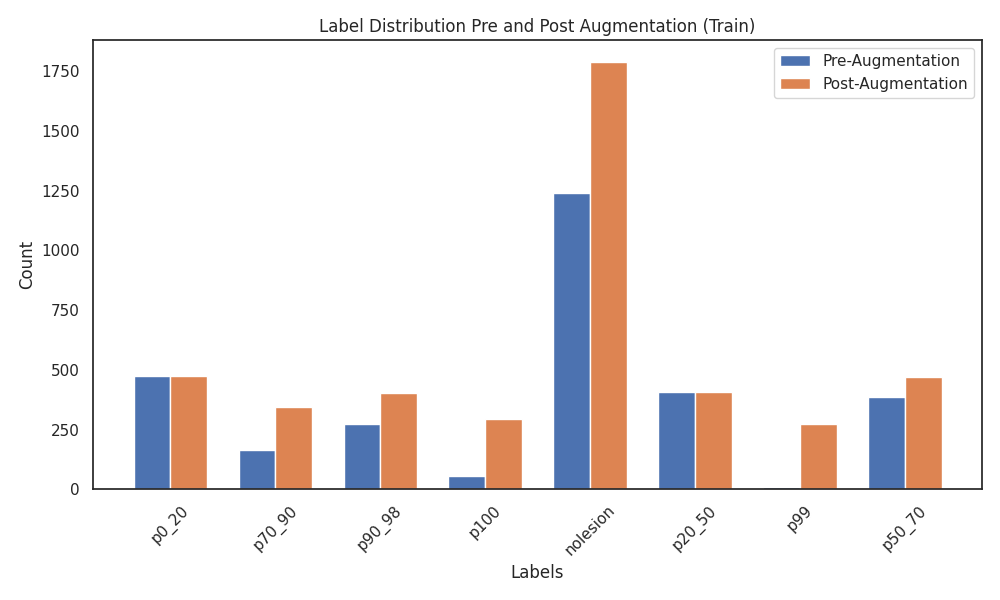 Label Distribution Pre and Post Augmentation (Train)
Pre-Augmentation
Post-Augmentation
Count
1750
1500
1250
1000
750
500
250
0
p0_20
p70_90
p90_98
p100
nolesion
p20_50
p99
p50_70
Labels